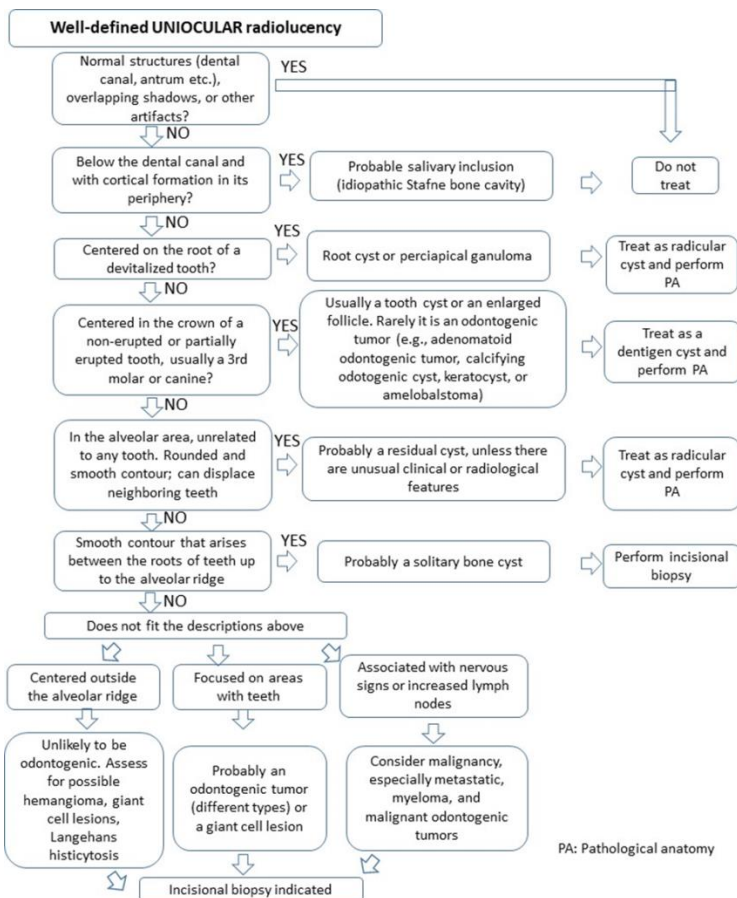 Well-defined UNIOCULAR radiolucency
Normal structures (dental
canal, antrum etc.),
overlapping shadows, or other
artifacts?
YES
NO
Below the dental canal and
with cortical formation in its
periphery?
YES
Probable salivary inclusion
(idiopathic Stafne bone cavity)
Do not
treat
NO
Centered on the root of a
devitalized tooth?
YES
Root cyst or perciapical ganuloma
Treat as radicular
cyst and perform
PA
NO
Centered in the crown of a
non-erupted or partially
erupted tooth, usually a 3rd
molar or canine?
YES
Usually a tooth cyst or an enlarged
follicle. Rarely it is an odontogenic
tumor (e.g., adenomatoid
odontogenic tumor, calcifying
odotogenic cyst, keratocyst, or
amelobalstoma)
Treat as a
dentigen cyst and
perform PA
NO
In the alveolar area, unrelated
to any tooth. Rounded and
smooth contour; can displace
neighboring teeth
YES
Probably a residual cyst, unless there
are unusual clinical or radiological
features
Treat as radicular
cyst and perform
PA
NO
Smooth contour that arises
between the roots of teeth up
to the alveolar ridge
YES
Probably a solitary bone cyst
Perform incisional
biopsy
NO
Does not fit the descriptions above
Centered outside
the alveolar ridge
Focused on areas
with teeth
Associated with nervous
signs or increased lymph
nodes
Unlikely to be
odontogenic. Assess
for possible
hemangioma, giant
cell lesions,
Langehans
histicytosis
Probably an
odontogenic tumor
(different types) or
a giant cell lesion
Consider malignancy,
especially metastatic,
myeloma, and
malignant odontogenic
tumors
PA: Pathological anatomy
Incisional biopsy indicated